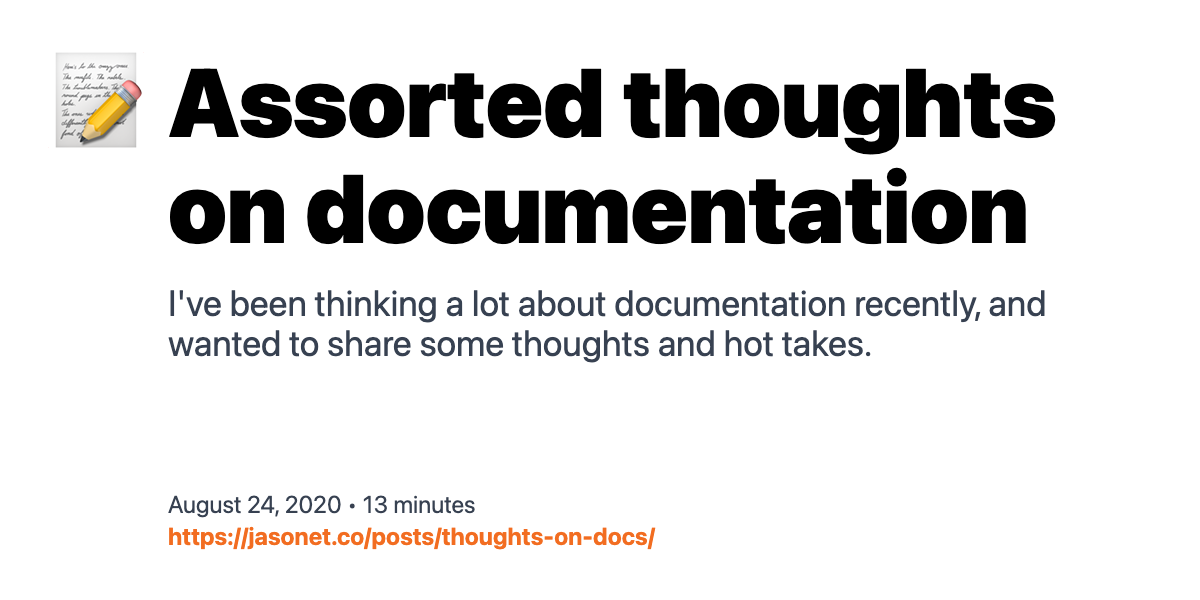 Assorted thoughts
on documentation
I've been thinking a lot about documentation recently, and
wanted to share some thoughts and hot takes.
August 24, 2020 • 13 minutes
https://jasonet.co/posts/thoughts-on-docs/